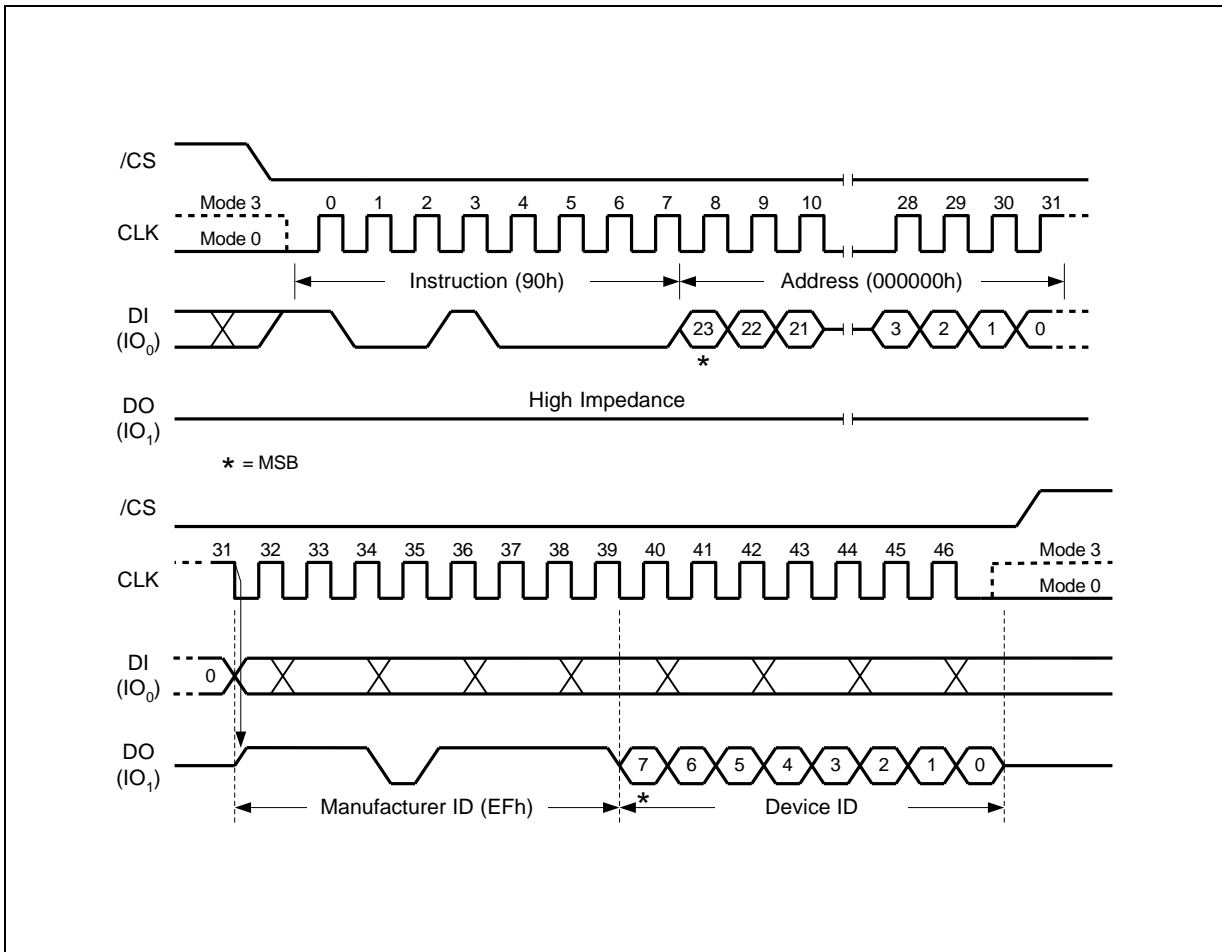 /CS
Mode 3 0 1 2 3 4 5 6 7 8 9 10 28 29 30 31
CLK Mode 0
Instruction (90h) Address (000000h)
DI
(IO0) 23 22 21 3 2 1 0
*
High Impedance
DO
(IO1)
* = MSB
/CS
31 32 33 34 35 36 37 38 39 40 41 42 43 44 45 46 Mode 3
CLK Mode 0
DI
(IO0) 0
DO
(IO1) 7 6 5 4 3 2 1 0
*
Manufacturer ID (EFh) Device ID